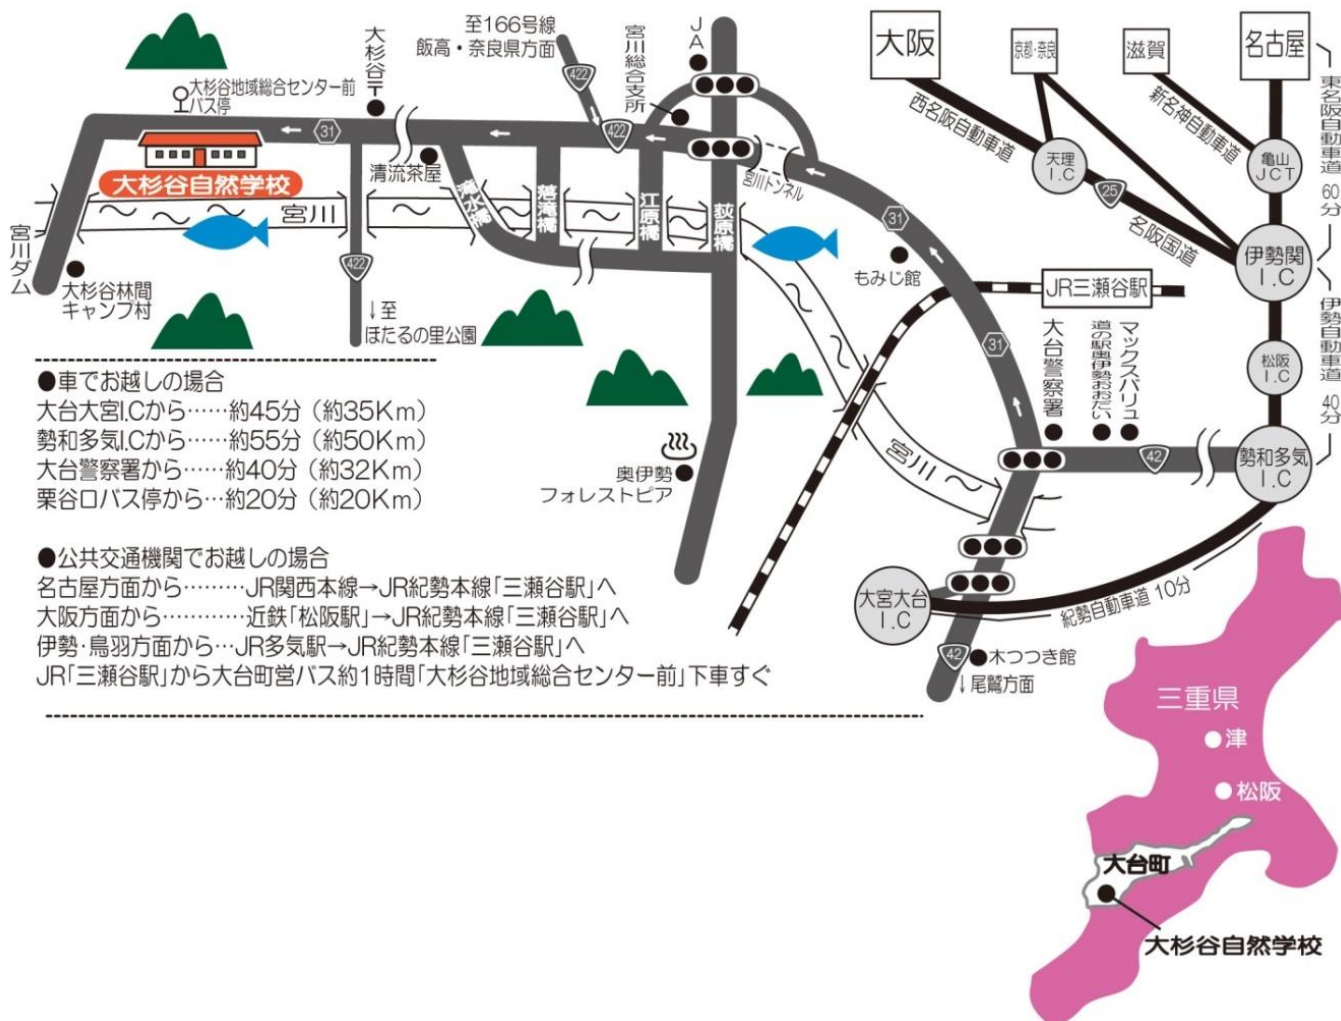 至166号線
飯高・奈良県方面
422
大杉谷〒
大杉谷地域総合センター前
バス停
宮川総合支所
JA
大阪
京都・奈良
滋賀
名古屋
西名阪自動車道
新名神自動車道
東名阪自動車道 60分
天理
I.C
亀山
JCT
25
名阪国道
伊勢関
I.C
31
422
大杉谷自然学校
清流茶屋
宮川トンネル
宮川
落滝橋
江原橋
荻原橋
31
もみじ館
宮川ダム
大杉谷林間
キャンプ村
422
↓至
ほたるの里公園
JR三瀬谷駅
31
大台警察署
道の駅奥伊勢おおだい
マックスバリュ
松阪
I.C
伊勢自動車道 40分
42
勢和多気
I.C
宮川
奥伊勢
フォレストピア
大宮大台
I.C
紀勢自動車道 10分
42
木つつき館
↓尾鷲方面
●車でお越しの場合
大台大宮I.Cから……約45分（約35Km）
勢和多気I.Cから……約55分（約50Km）
大台警察署から……約40分（約32Km）
栗谷口バス停から…約20分（約20Km）
●公共交通機関でお越しの場合
名古屋方面から………JR関西本線→JR紀勢本線「三瀬谷駅」へ
大阪方面から…………近鉄「松阪駅」→JR紀勢本線「三瀬谷駅」へ
伊勢・鳥羽方面から…JR多気駅→JR紀勢本線「三瀬谷駅」へ
JR「三瀬谷駅」から大台町営バス約1時間「大杉谷地域総合センター前」下車すぐ
三重県
津
松阪
大台町
大杉谷自然学校